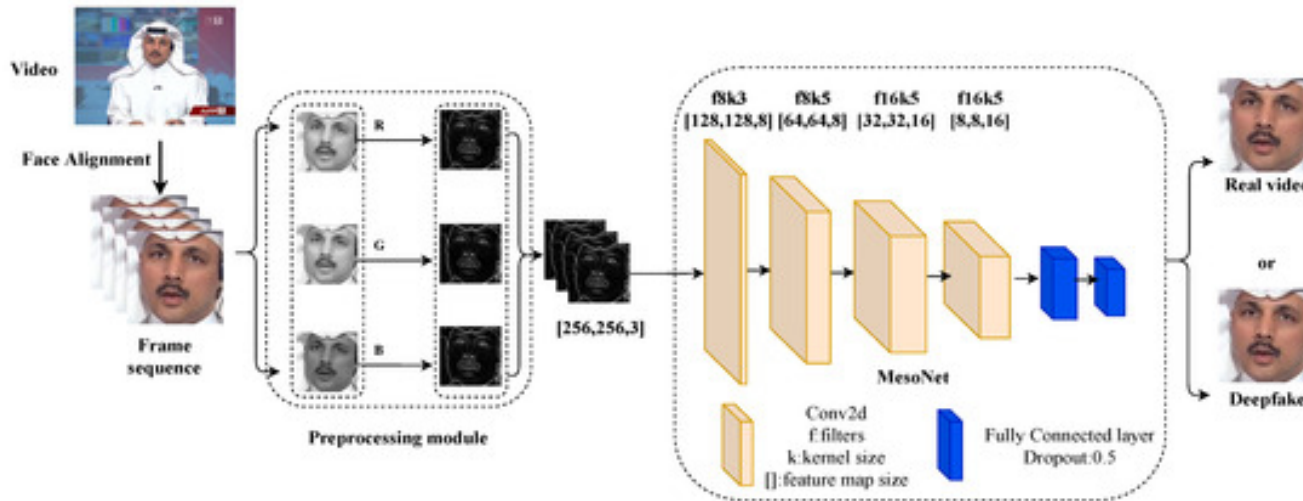 Video
Face Alignment
Frame
sequence
R
G
B
Preprocessing module
[256,256,3]
f8k3
[128,128,8]
f8k5
[64,64,8]
f16k5
[32,32,16]
f16k5
[8,8,16]
MesoNet
Conv2d
f:filters
k:kernel size
[]:feature map size
Fully Connected layer
Dropout:0.5
Real video
or
Deepfake